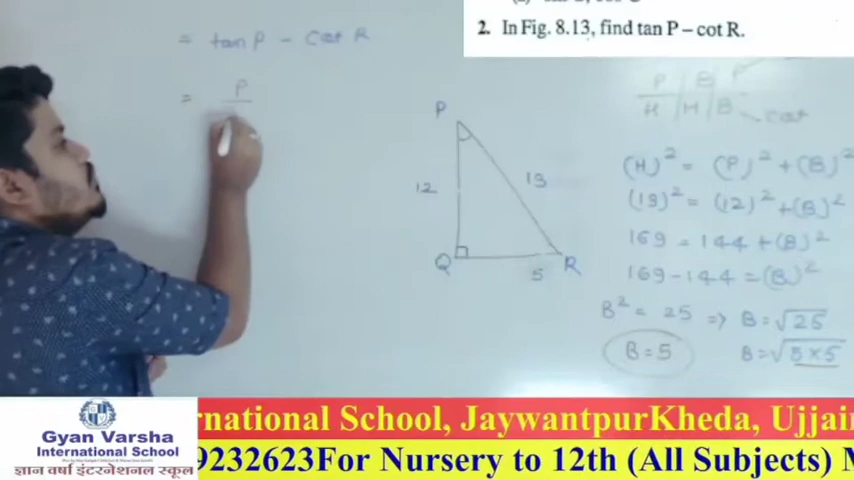 2. In Fig. 8.13, find tan P – cot R.
= tan P - cot R
= P
P
12
13
Q
5
R
P B P
H H B
cot
(H)² = (P)² + (B)²
(13)² = (12)² + (B)²
169 = 144 + (B)²
169 - 144 = (B)²
B² = 25 => B = √25
B = 5
B = √5×5
Gyan Varsha
International School
ज्ञान वर्षा इंटरनेशनल स्कूल
rnational School, JaywantpurKheda, Ujjai
9232623For Nursery to 12th (All Subjects) M